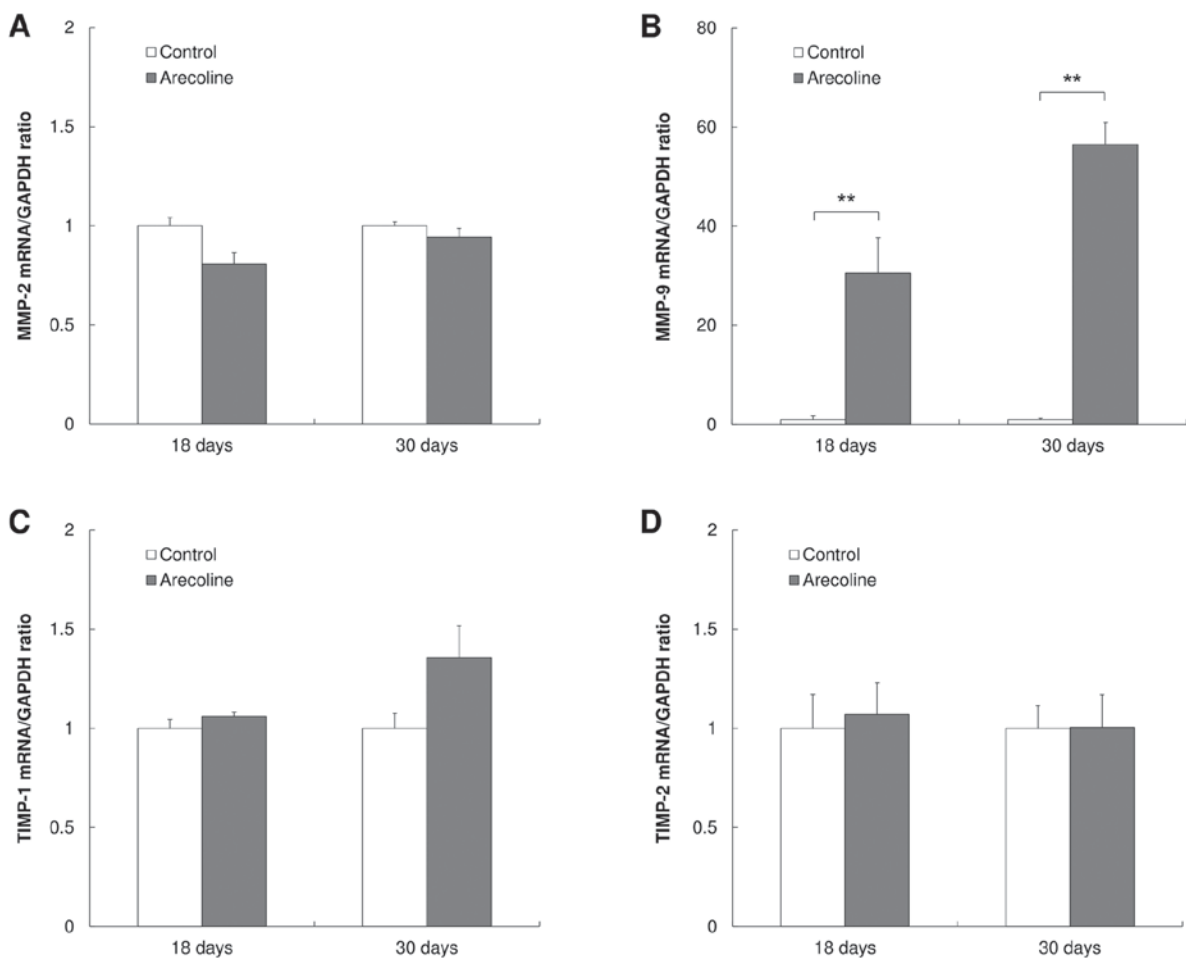 A
MMP-2 mRNA/GAPDH ratio
2
1.5
1
0.5
0
Control
Arecoline
18 days
30 days
B
MMP-9 mRNA/GAPDH ratio
80
60
40
20
0
Control
Arecoline
**
**
18 days
30 days
C
TIMP-1 mRNA/GAPDH ratio
2
1.5
1
0.5
0
Control
Arecoline
18 days
30 days
D
TIMP-2 mRNA/GAPDH ratio
2
1.5
1
0.5
0
Control
Arecoline
18 days
30 days